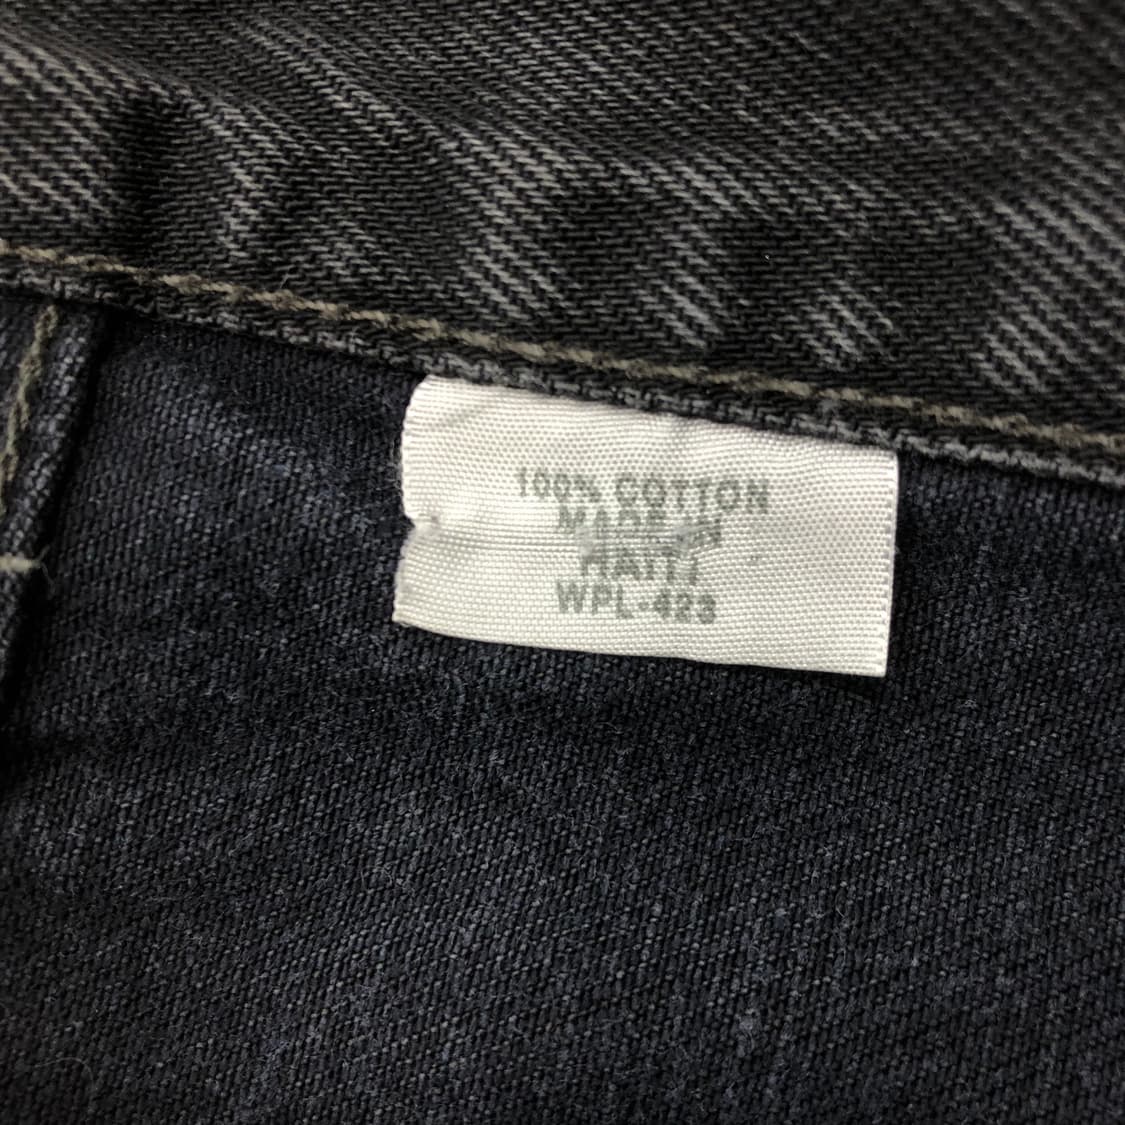 100% COTTON
MADE IN
HAITI
WPL-423